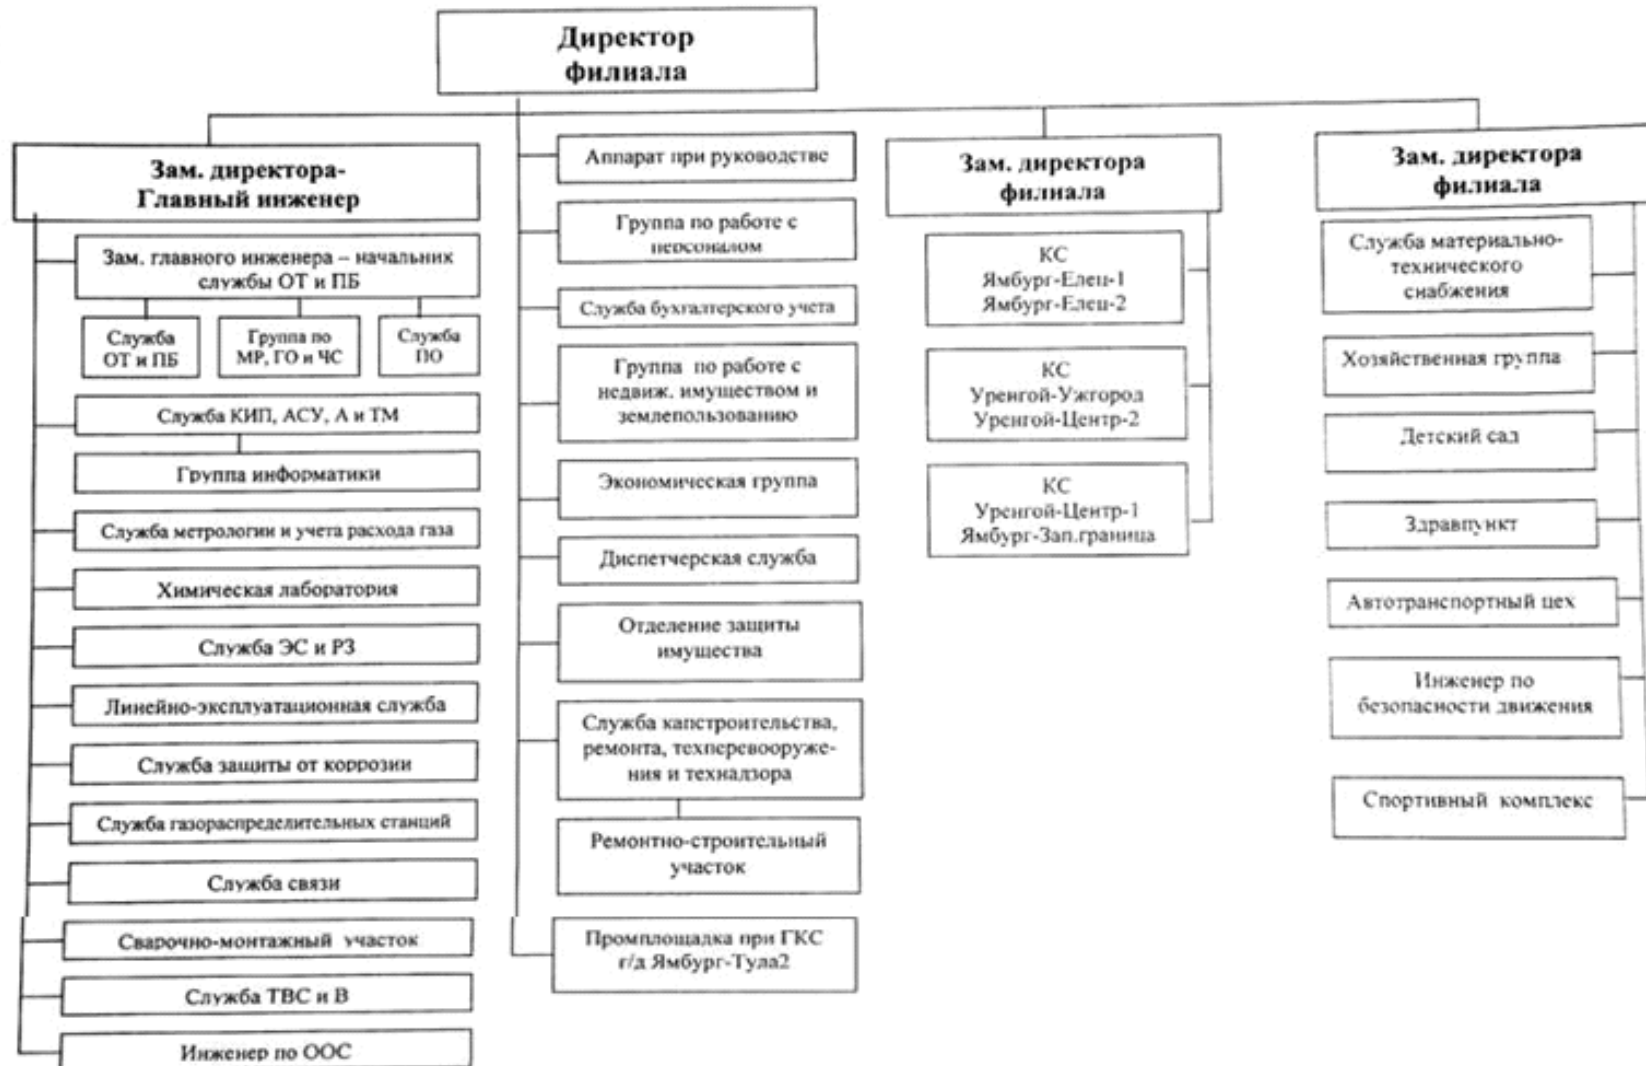 Директор
филиала
Зам. директора-
Главный инженер
Зам. главного инженера – начальник
службы ОТ и ПБ
Служба
ОТ и ПБ
Группа по
МР, ГО и ЧС
Служба
ПО
Служба КИП, АСУ, А и ТМ
Группа информатики
Служба метрологии и учета расхода газа
Химическая лаборатория
Служба ЭС и РЗ
Линейно-эксплуатационная служба
Служба защиты от коррозии
Служба газораспределительных станций
Служба связи
Сварочно-монтажный участок
Служба ТВС и В
Инженер по ООС
Аппарат при руководстве
Группа по работе с
персоналом
Служба бухгалтерского учета
Группа по работе с
недвиж. имуществом и
землепользованию
Экономическая группа
Диспетчерская служба
Отделение защиты
имущества
Служба капстроительства,
ремонта, техперевооруже-
ния и технадзора
Ремонтно-строительный
участок
Промплощадка при ГКС
г/д Ямбург-Тула2
Зам. директора
филиала
КС
Ямбург-Елец-1
Ямбург-Елец-2
КС
Уренгой-Ужгород
Уренгой-Центр-2
КС
Уренгой-Центр-1
Ямбург-Зап.граница
Зам. директора
филиала
Служба материально-
технического
снабжения
Хозяйственная группа
Детский сад
Здравпункт
Автотранспортный цех
Инженер по
безопасности движения
Спортивный комплекс